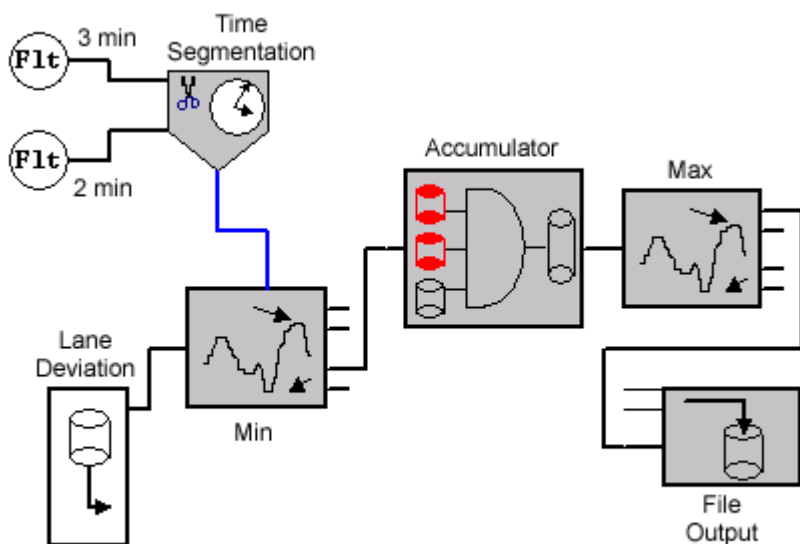 3 min
Flt
Time
Segmentation
Flt
2 min
Accumulator
Max
Lane
Deviation
Min
File
Output